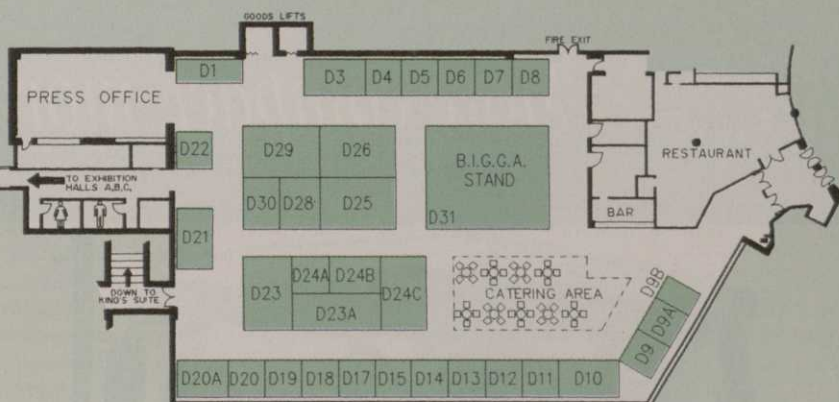 GOODS LIFTS
FIRE EXIT
D1
D3 D4 D5 D6 D7 D8
PRESS OFFICE
D22
D29 D26
B.I.G.G.A.
STAND
RESTAURANT
TO EXHIBITION
HALLS A,B,C,
D30 D28 D25
D31
BAR
D21
D23
D24A D24B
D24C
D23A
CATERING AREA
DOWN TO
KING'S SUITE
D9B
D9A
D9
D20A D20 D19 D18 D17 D15 D14 D13 D12 D11 D10